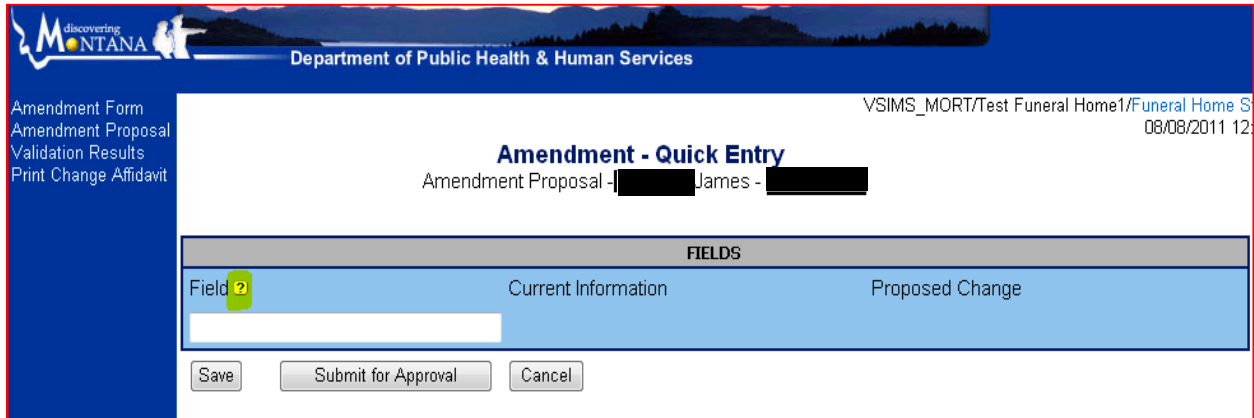 discovering
MONTANA
Department of Public Health & Human Services
Amendment Form
Amendment Proposal
Validation Results
Print Change Affidavit
VSIMS_MORT/Test Funeral Home1/Funeral Home S
08/08/2011 12:
Amendment - Quick Entry
Amendment Proposal - James -
FIELDS
Field ? Current Information Proposed Change
Save Submit for Approval Cancel